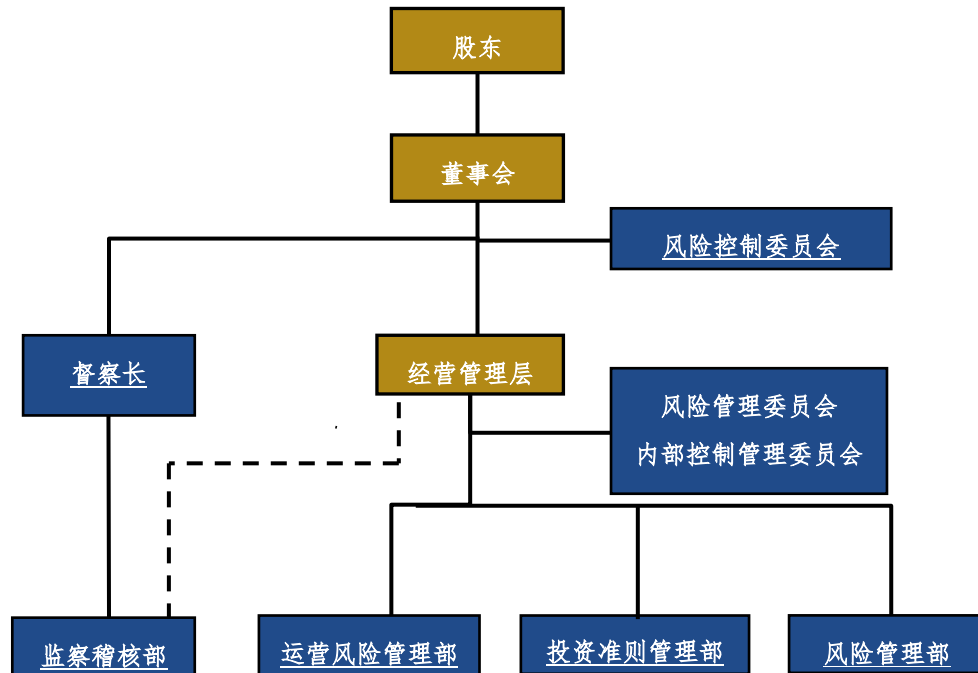 股东
董事会
风险控制委员会
督察长
经营管理层
风险管理委员会
内部控制管理委员会
监察稽核部
运营风险管理部
投资准则管理部
风险管理部